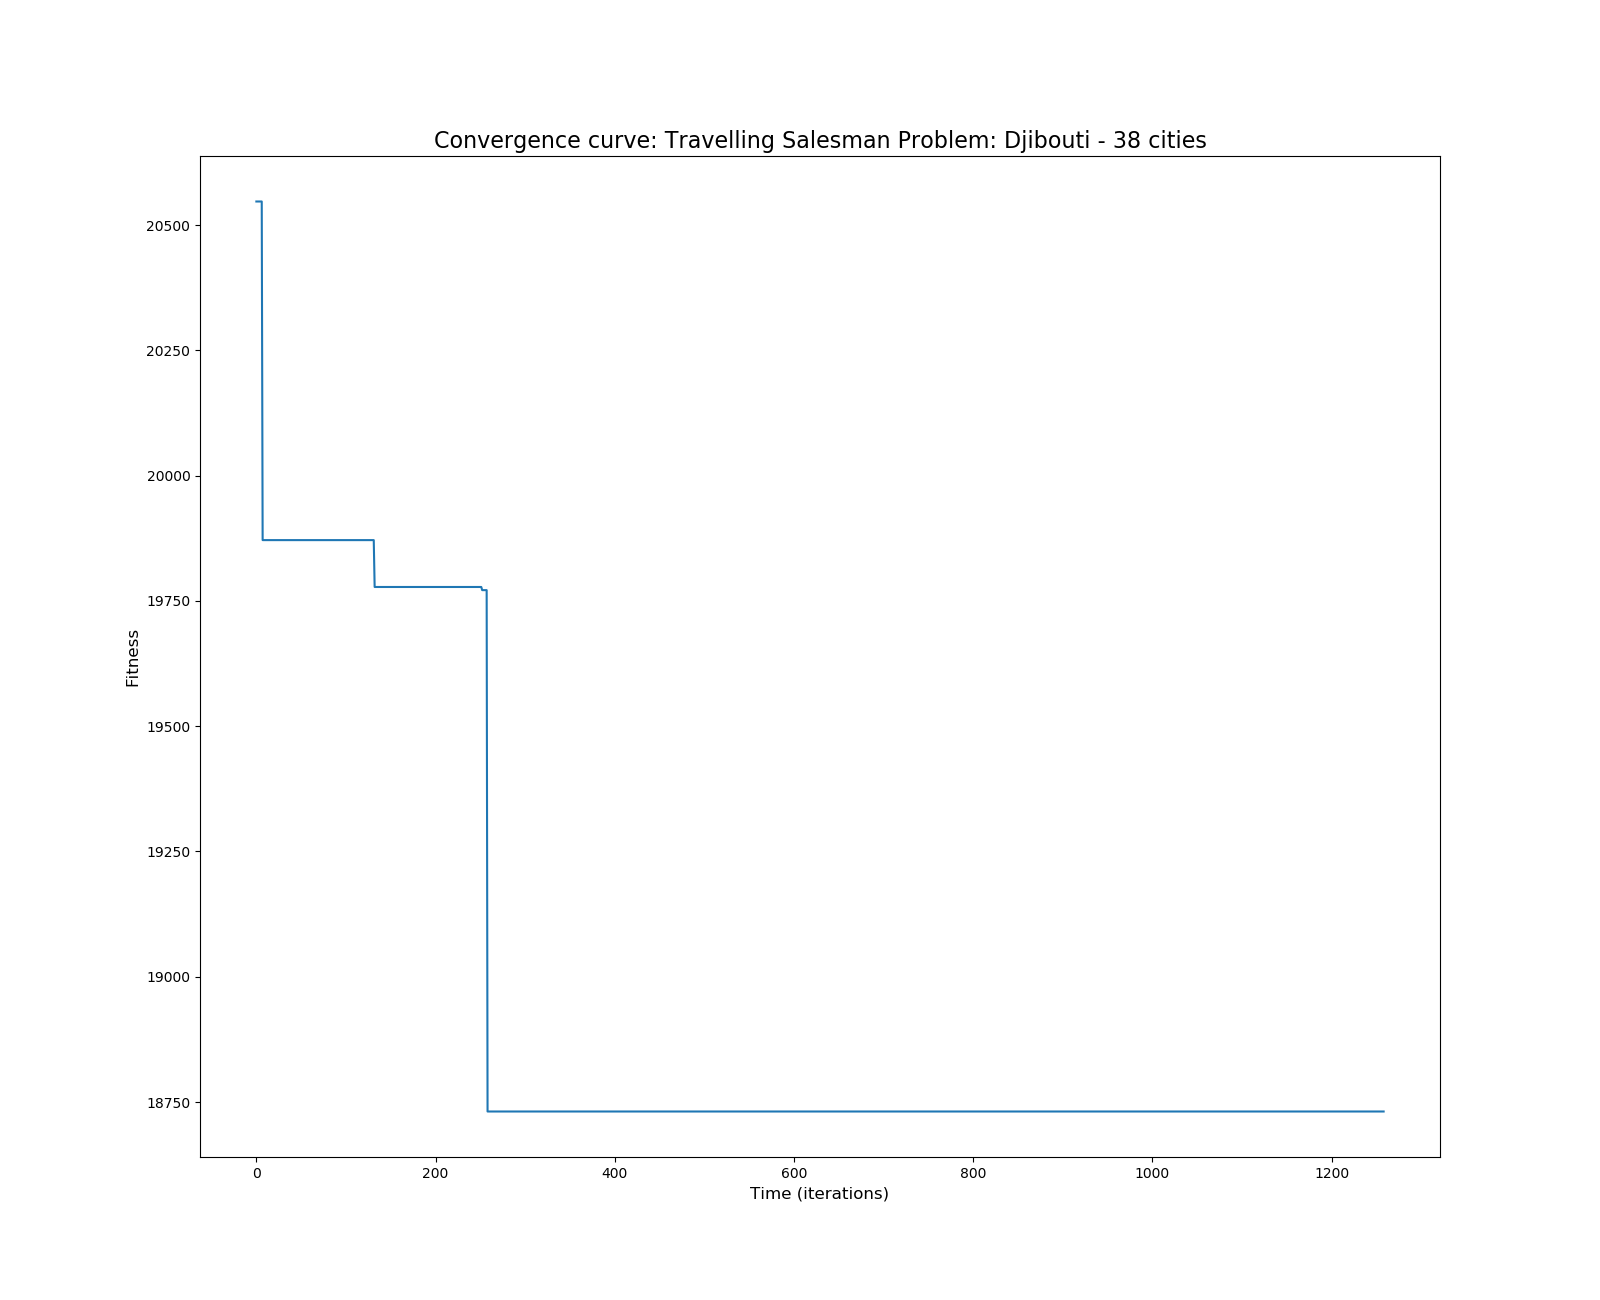 Convergence curve: Travelling Salesman Problem: Djibouti - 38 cities
20500
20250
20000
19750
19500
19250
19000
18750
Fitness
0 200 400 600 800 1000 1200
Time (iterations)